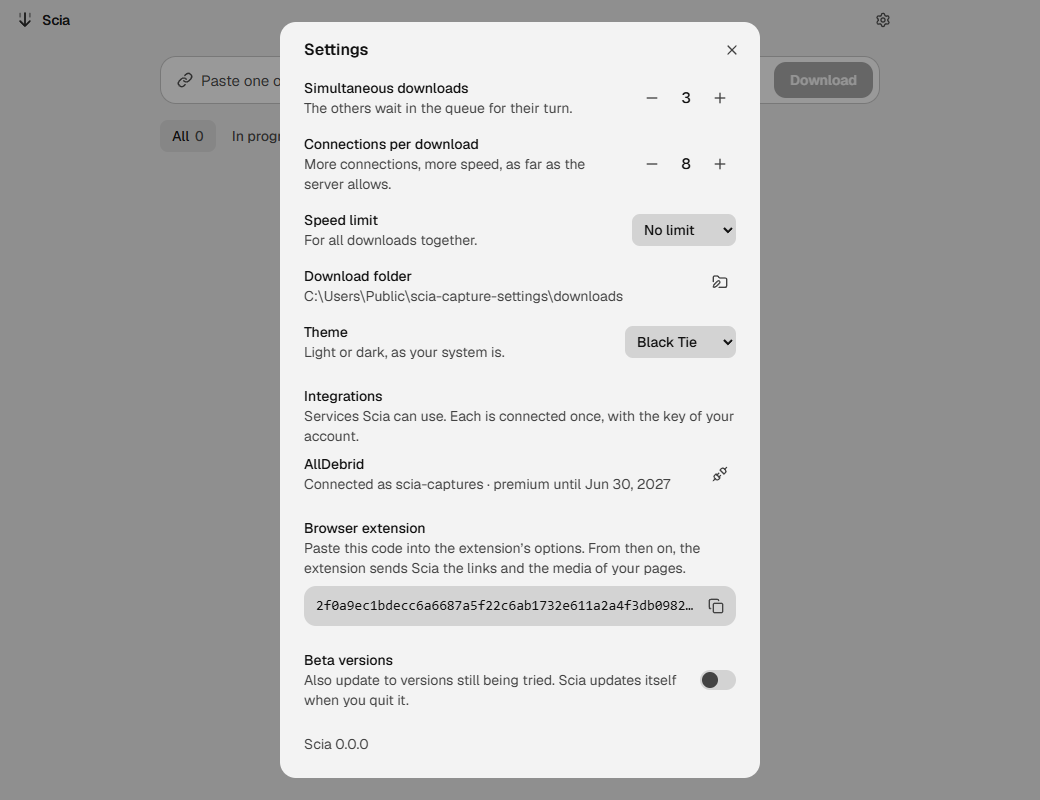 Scia
Settings
Paste one o
Download
All 0
In progr
Simultaneous downloads
The others wait in the queue for their turn.
3
Connections per download
More connections, more speed, as far as the
server allows.
8
Speed limit
For all downloads together.
No limit
Download folder
C:\Users\Public\scia-capture-settings\downloads
Theme
Light or dark, as your system is.
Black Tie
Integrations
Services Scia can use. Each is connected once, with the key of your
account.
AllDebrid
Connected as scia-captures · premium until Jun 30, 2027
Browser extension
Paste this code into the extension's options. From then on, the
extension sends Scia the links and the media of your pages.
2f0a9ec1bdecc6a6687a5f22c6ab1732e611a2a4f3db0982…
Beta versions
Also update to versions still being tried. Scia updates itself
when you quit it.
Scia 0.0.0